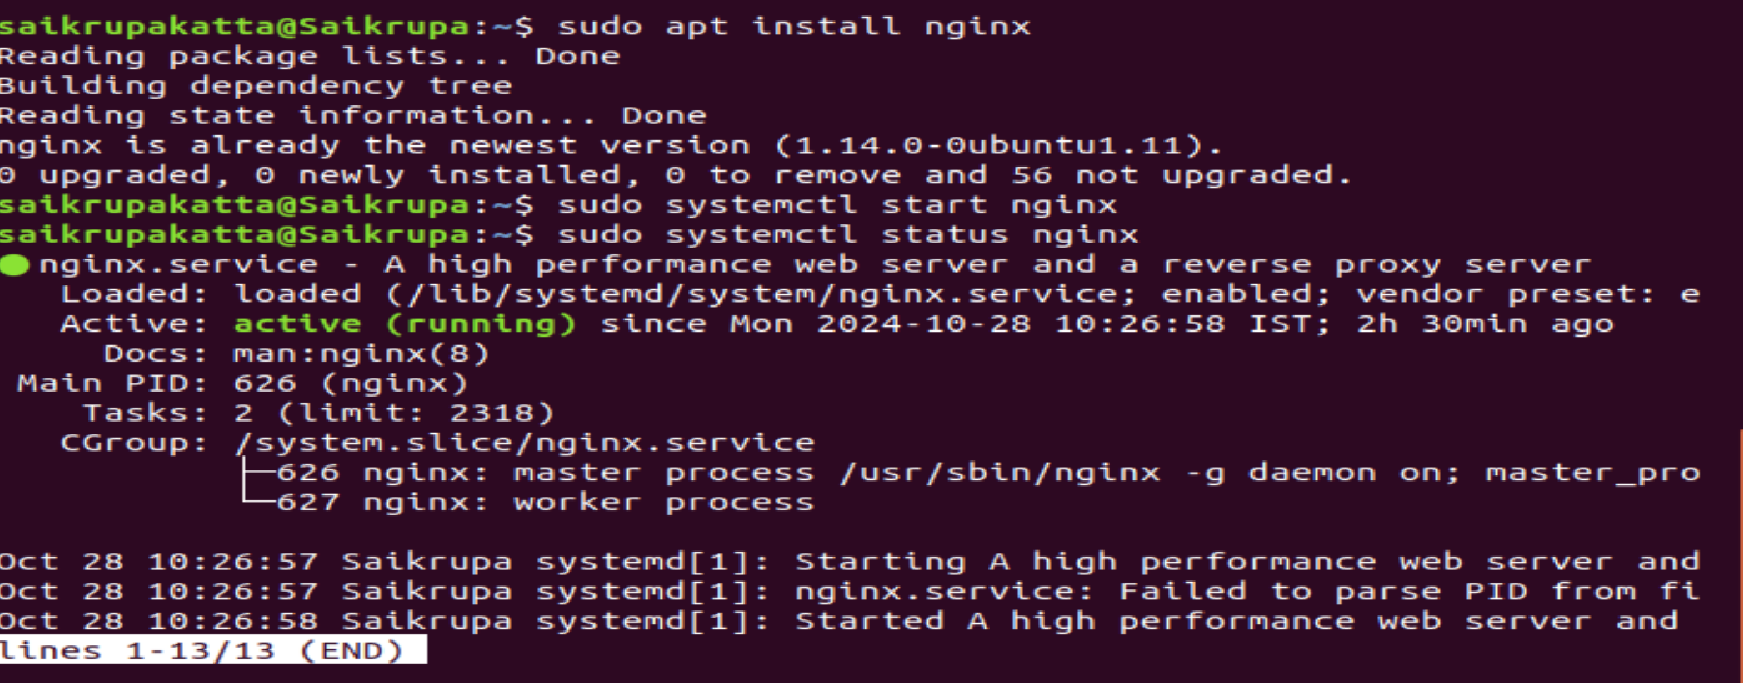 saikrupakatta@Saikrupa:~$ sudo apt install nginx
Reading package lists... Done
Building dependency tree
Reading state information... Done
nginx is already the newest version (1.14.0-0ubuntu1.11).
0 upgraded, 0 newly installed, 0 to remove and 56 not upgraded.
saikrupakatta@Saikrupa:~$ sudo systemctl start nginx
saikrupakatta@Saikrupa:~$ sudo systemctl status nginx
● nginx.service - A high performance web server and a reverse proxy server
   Loaded: loaded (/lib/systemd/system/nginx.service; enabled; vendor preset: e
   Active: active (running) since Mon 2024-10-28 10:26:58 IST; 2h 30min ago
     Docs: man:nginx(8)
 Main PID: 626 (nginx)
    Tasks: 2 (limit: 2318)
   CGroup: /system.slice/nginx.service
           ├─626 nginx: master process /usr/sbin/nginx -g daemon on; master_pro
           └─627 nginx: worker process
Oct 28 10:26:57 Saikrupa systemd[1]: Starting A high performance web server and
Oct 28 10:26:57 Saikrupa systemd[1]: nginx.service: Failed to parse PID from fi
Oct 28 10:26:58 Saikrupa systemd[1]: Started A high performance web server and
lines 1-13/13 (END)